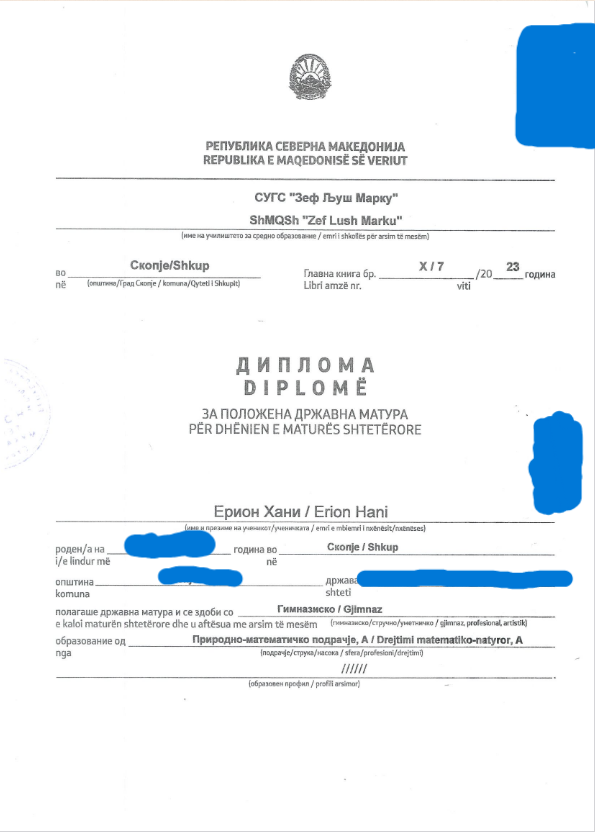 РЕПУБЛИКА СЕВЕРНА МАКЕДОНИЈА
REPUBLIKA E MAQEDONISË SË VERIUT
СУГС "Зеф Љуш Марку"
ShMQSh "Zef Lush Marku"
(име на училиштето за средно образование / emri i shkollës për arsim të mesëm)
во Скопје/Shkup Главна книга бр. X / 7 /20 23 година
në (општина/Град Скопје / komuna/Qyteti i Shkupit) Libri amzë nr. viti
ДИПЛОМА
DIPLOMË
ЗА ПОЛОЖЕНА ДРЖАВНА МАТУРА
PËR DHËNIEN E MATURËS SHTETËRORE
Ерион Хани / Erion Hani
(име и презиме на ученикот/ученичката / emri e mbiemri i nxënësit/nxënëses)
роден/а на година во Скопје / Shkup
i/e lindur më në
општина држава
komuna shteti
полагаше државна матура и се здоби со Гимназиско / Gjimnaz
e kaloi maturën shtetërore dhe u aftësua me arsim të mesëm (гимназиско/стручно/уметничко / gjimnaz, profesional, artistik)
образование од Природно-математичко подрачје, А / Drejtimi matematiko-natyror, A
nga (подрачје/струка/насока / sfera/profesioni/drejtimi)
//////
(образовен профил / profili arsimor)